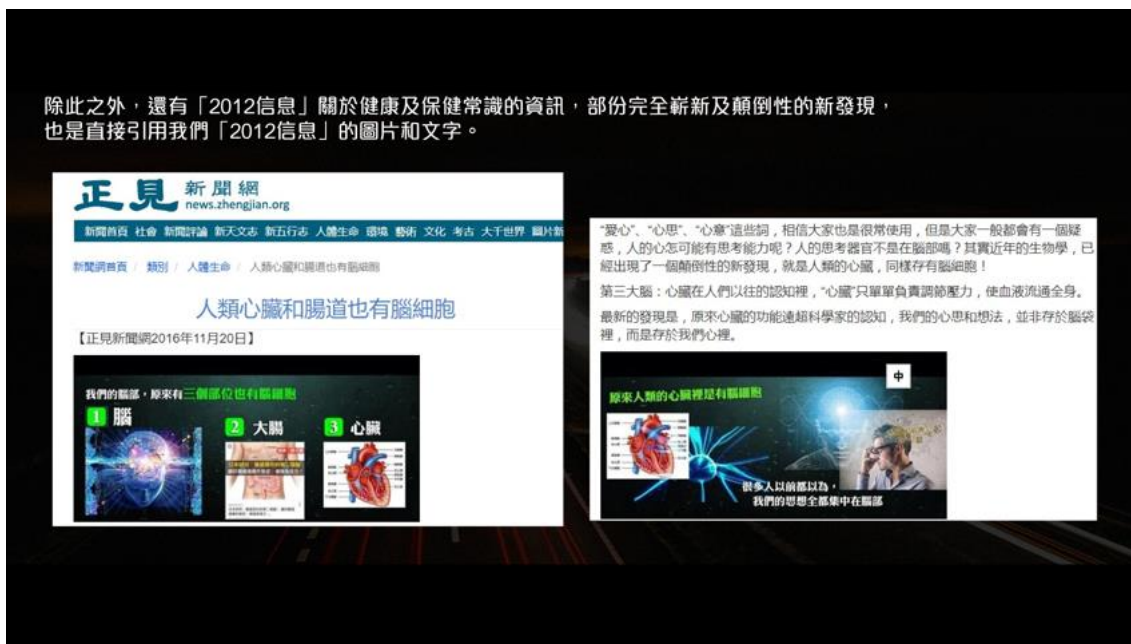 除此之外，還有「2012信息」關於健康及保健常識的資訊，部份完全嶄新及顛倒性的新發現，
也是直接引用我們「2012信息」的圖片和文字。
正見 新聞網
news.zhengjian.org
新聞首頁 社會 新聞評論 新天文志 新五行志 人體生命 環境 藝術 文化 考古 大千世界 圖片新
新聞網首頁 / 類別 / 人體生命 / 人類心臟和腸道也有腦細胞
人類心臟和腸道也有腦細胞
【正見新聞網2016年11月20日】
我們的腦部，原來有三個部位也有腦細胞
1 腦
2 大腸
3 心臟
“愛心”、“心思”、“心意”這些詞，相信大家也是很常使用，但是大家一般都會有一個疑
惑，人的心怎可能有思考能力呢？人的思考器官不是在腦部嗎？其實近年的生物學，已
經出現了一個顛倒性的新發現，就是人類的心臟，同樣存有腦細胞！
第三大腦：心臟在人們以往的認知裡，“心臟”只單單負責調節壓力，使血液流通全身。
最新的發現是，原來心臟的功能遠超科學家的認知，我們的心思和想法，並非存於腦袋
裡，而是存於我們心裡。
中
原來人類的心臟裡是有腦細胞
很多人以前都以為，
我們的思想全都集中在腦部